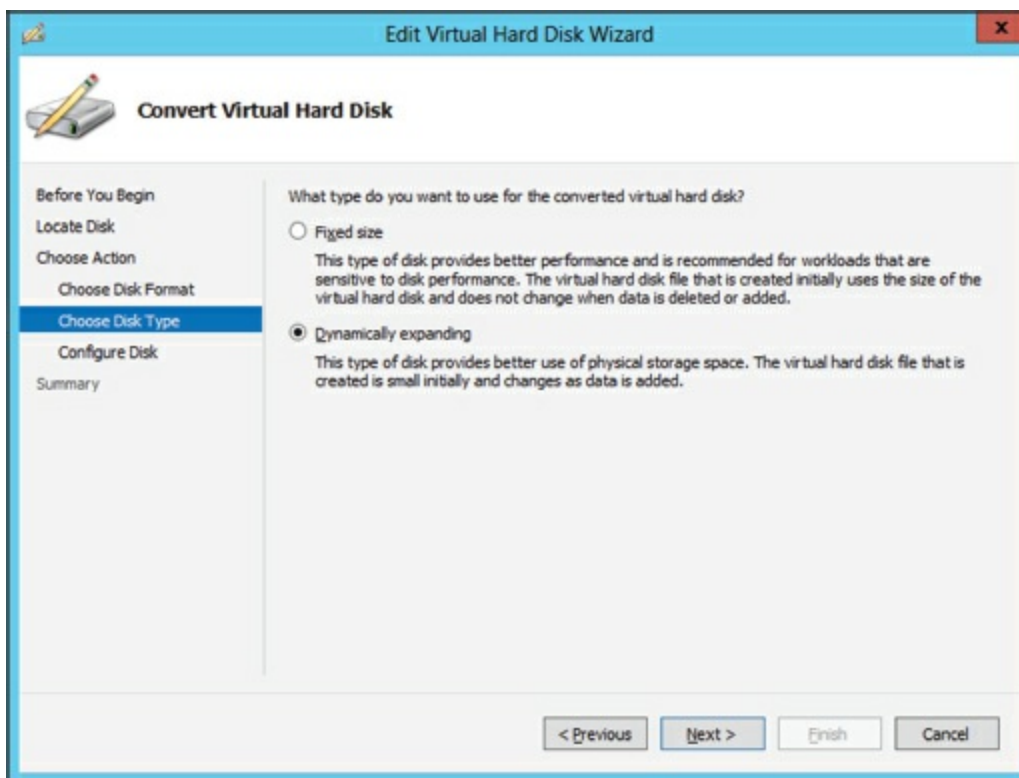 Edit Virtual Hard Disk Wizard
x
Convert Virtual Hard Disk
Before You Begin
Locate Disk
Choose Action
Choose Disk Format
Choose Disk Type
Configure Disk
Summary
What type do you want to use for the converted virtual hard disk?
Fixed size
This type of disk provides better performance and is recommended for workloads that are
sensitive to disk performance. The virtual hard disk file that is created initially uses the size of the
virtual hard disk and does not change when data is deleted or added.
Dynamically expanding
This type of disk provides better use of physical storage space. The virtual hard disk file that is
created is small initially and changes as data is added.
< Previous
Next >
Finish
Cancel